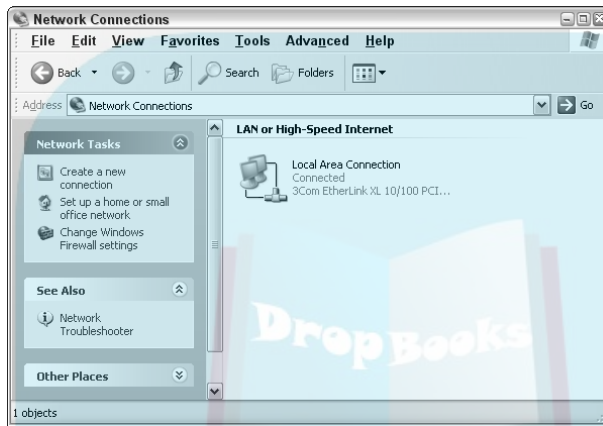 Network Connections
File Edit View Favorites Tools Advanced Help
Back Search Folders
Address Network Connections Go
Network Tasks
Create a new
connection
Set up a home or small
office network
Change Windows
Firewall settings
See Also
Network
Troubleshooter
Other Places
LAN or High-Speed Internet
Local Area Connection
Connected
3Com EtherLink XL 10/100 PCI...
DropBooks
1 objects